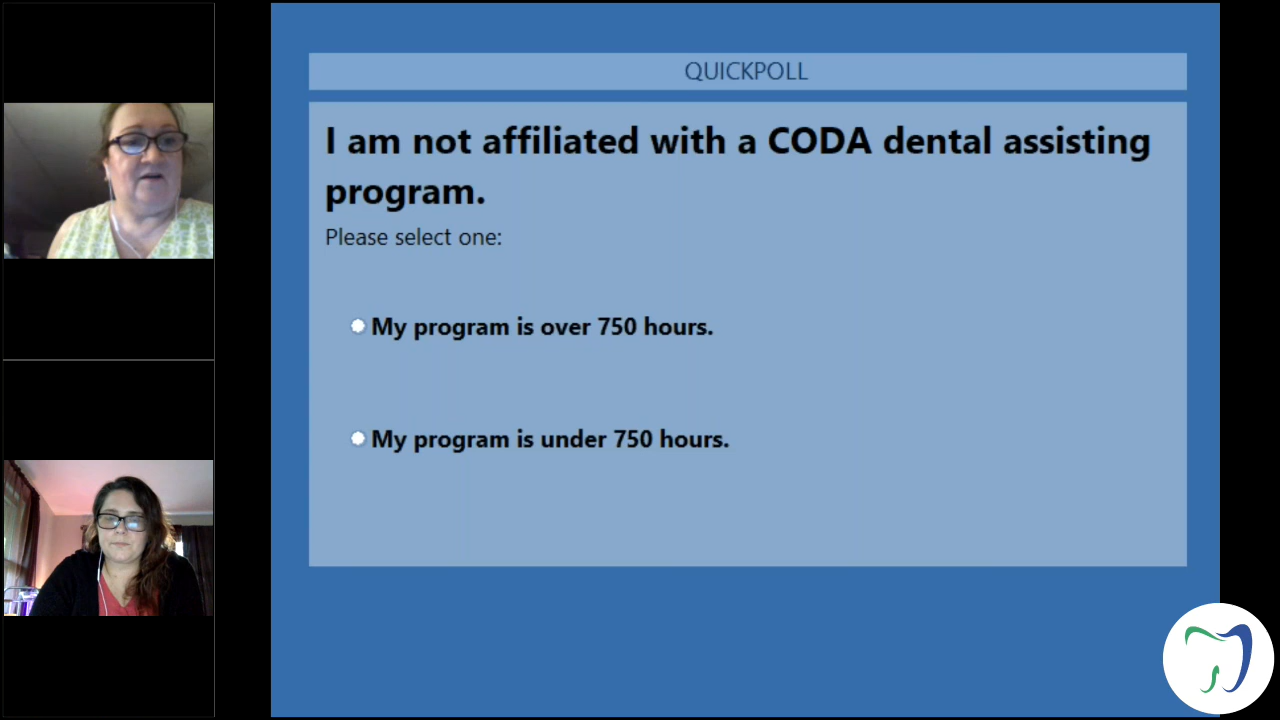 QUICKPOLL
I am not affiliated with a CODA dental assisting
program.
Please select one:
My program is over 750 hours.
My program is under 750 hours.